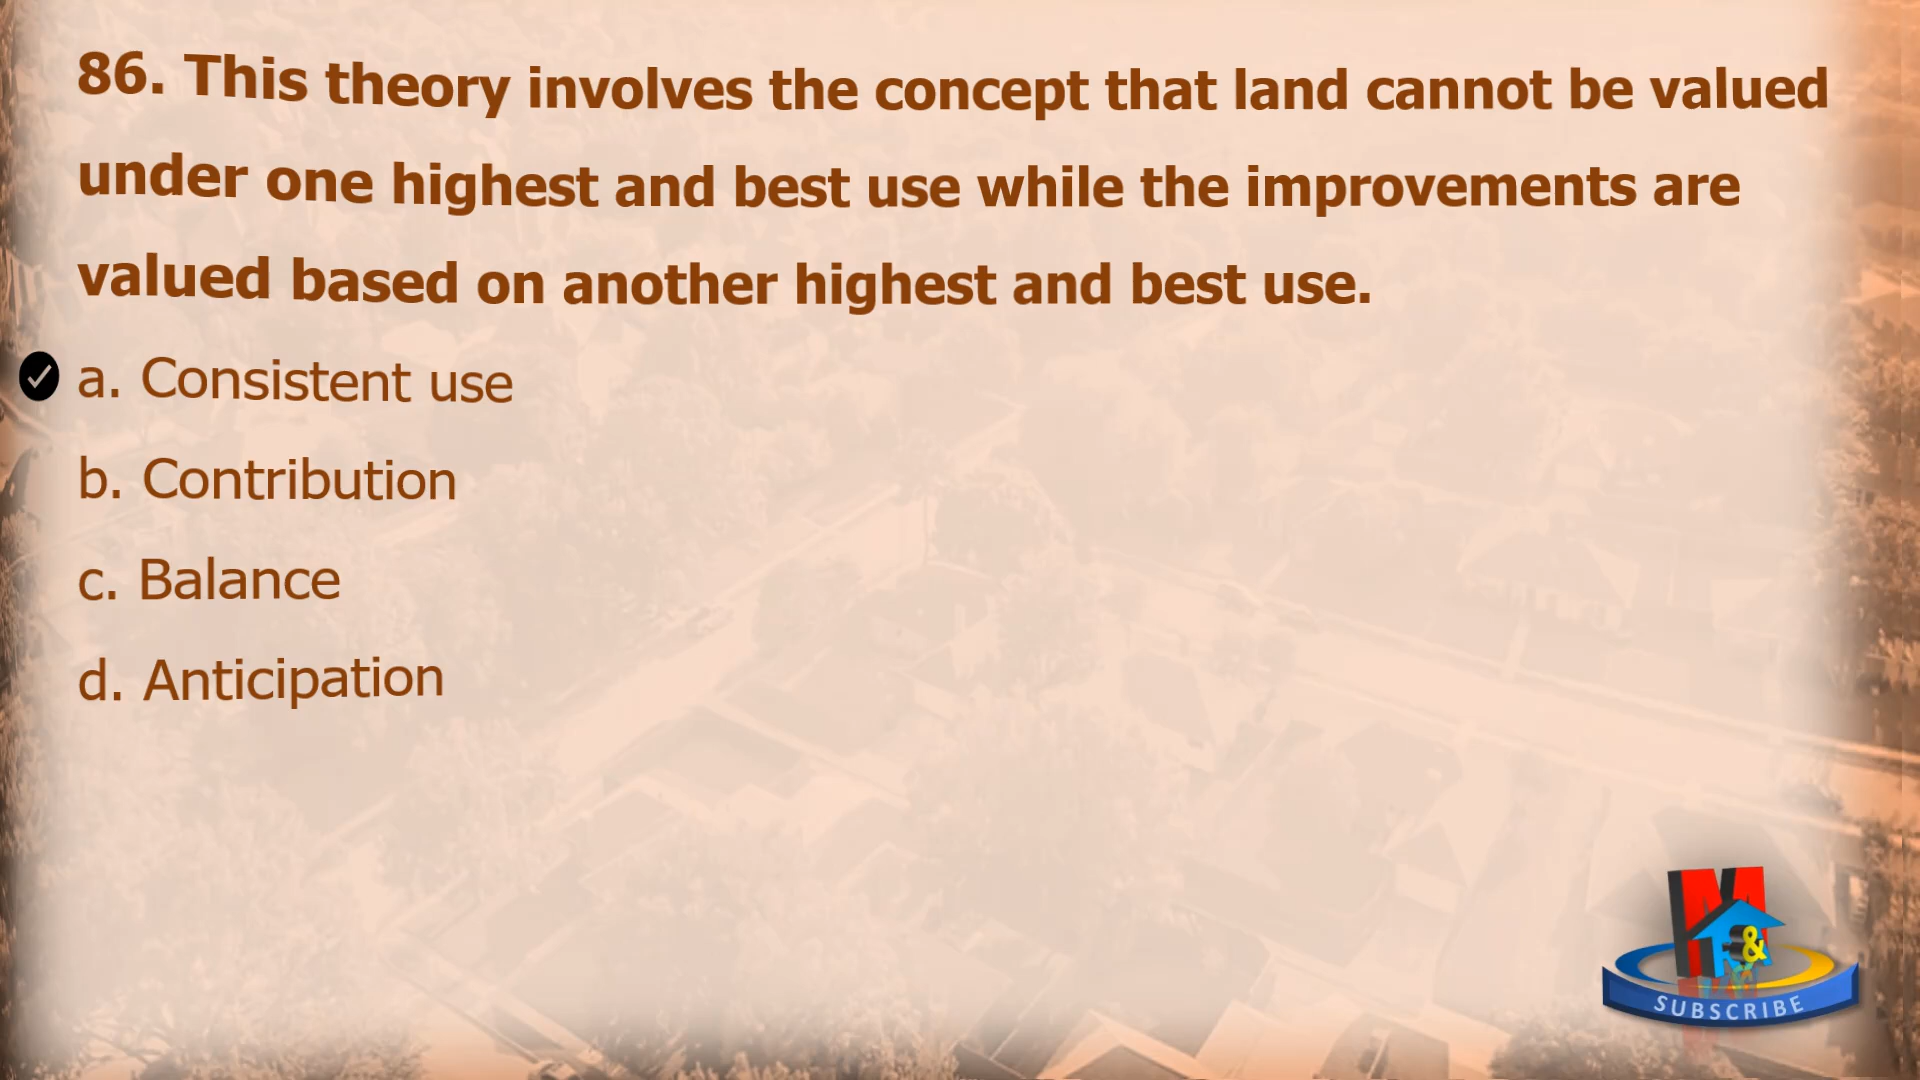 86. This theory involves the concept that land cannot be valued
under one highest and best use while the improvements are
valued based on another highest and best use.
a. Consistent use
b. Contribution
c. Balance
d. Anticipation
M
&
SUBSCRIBE